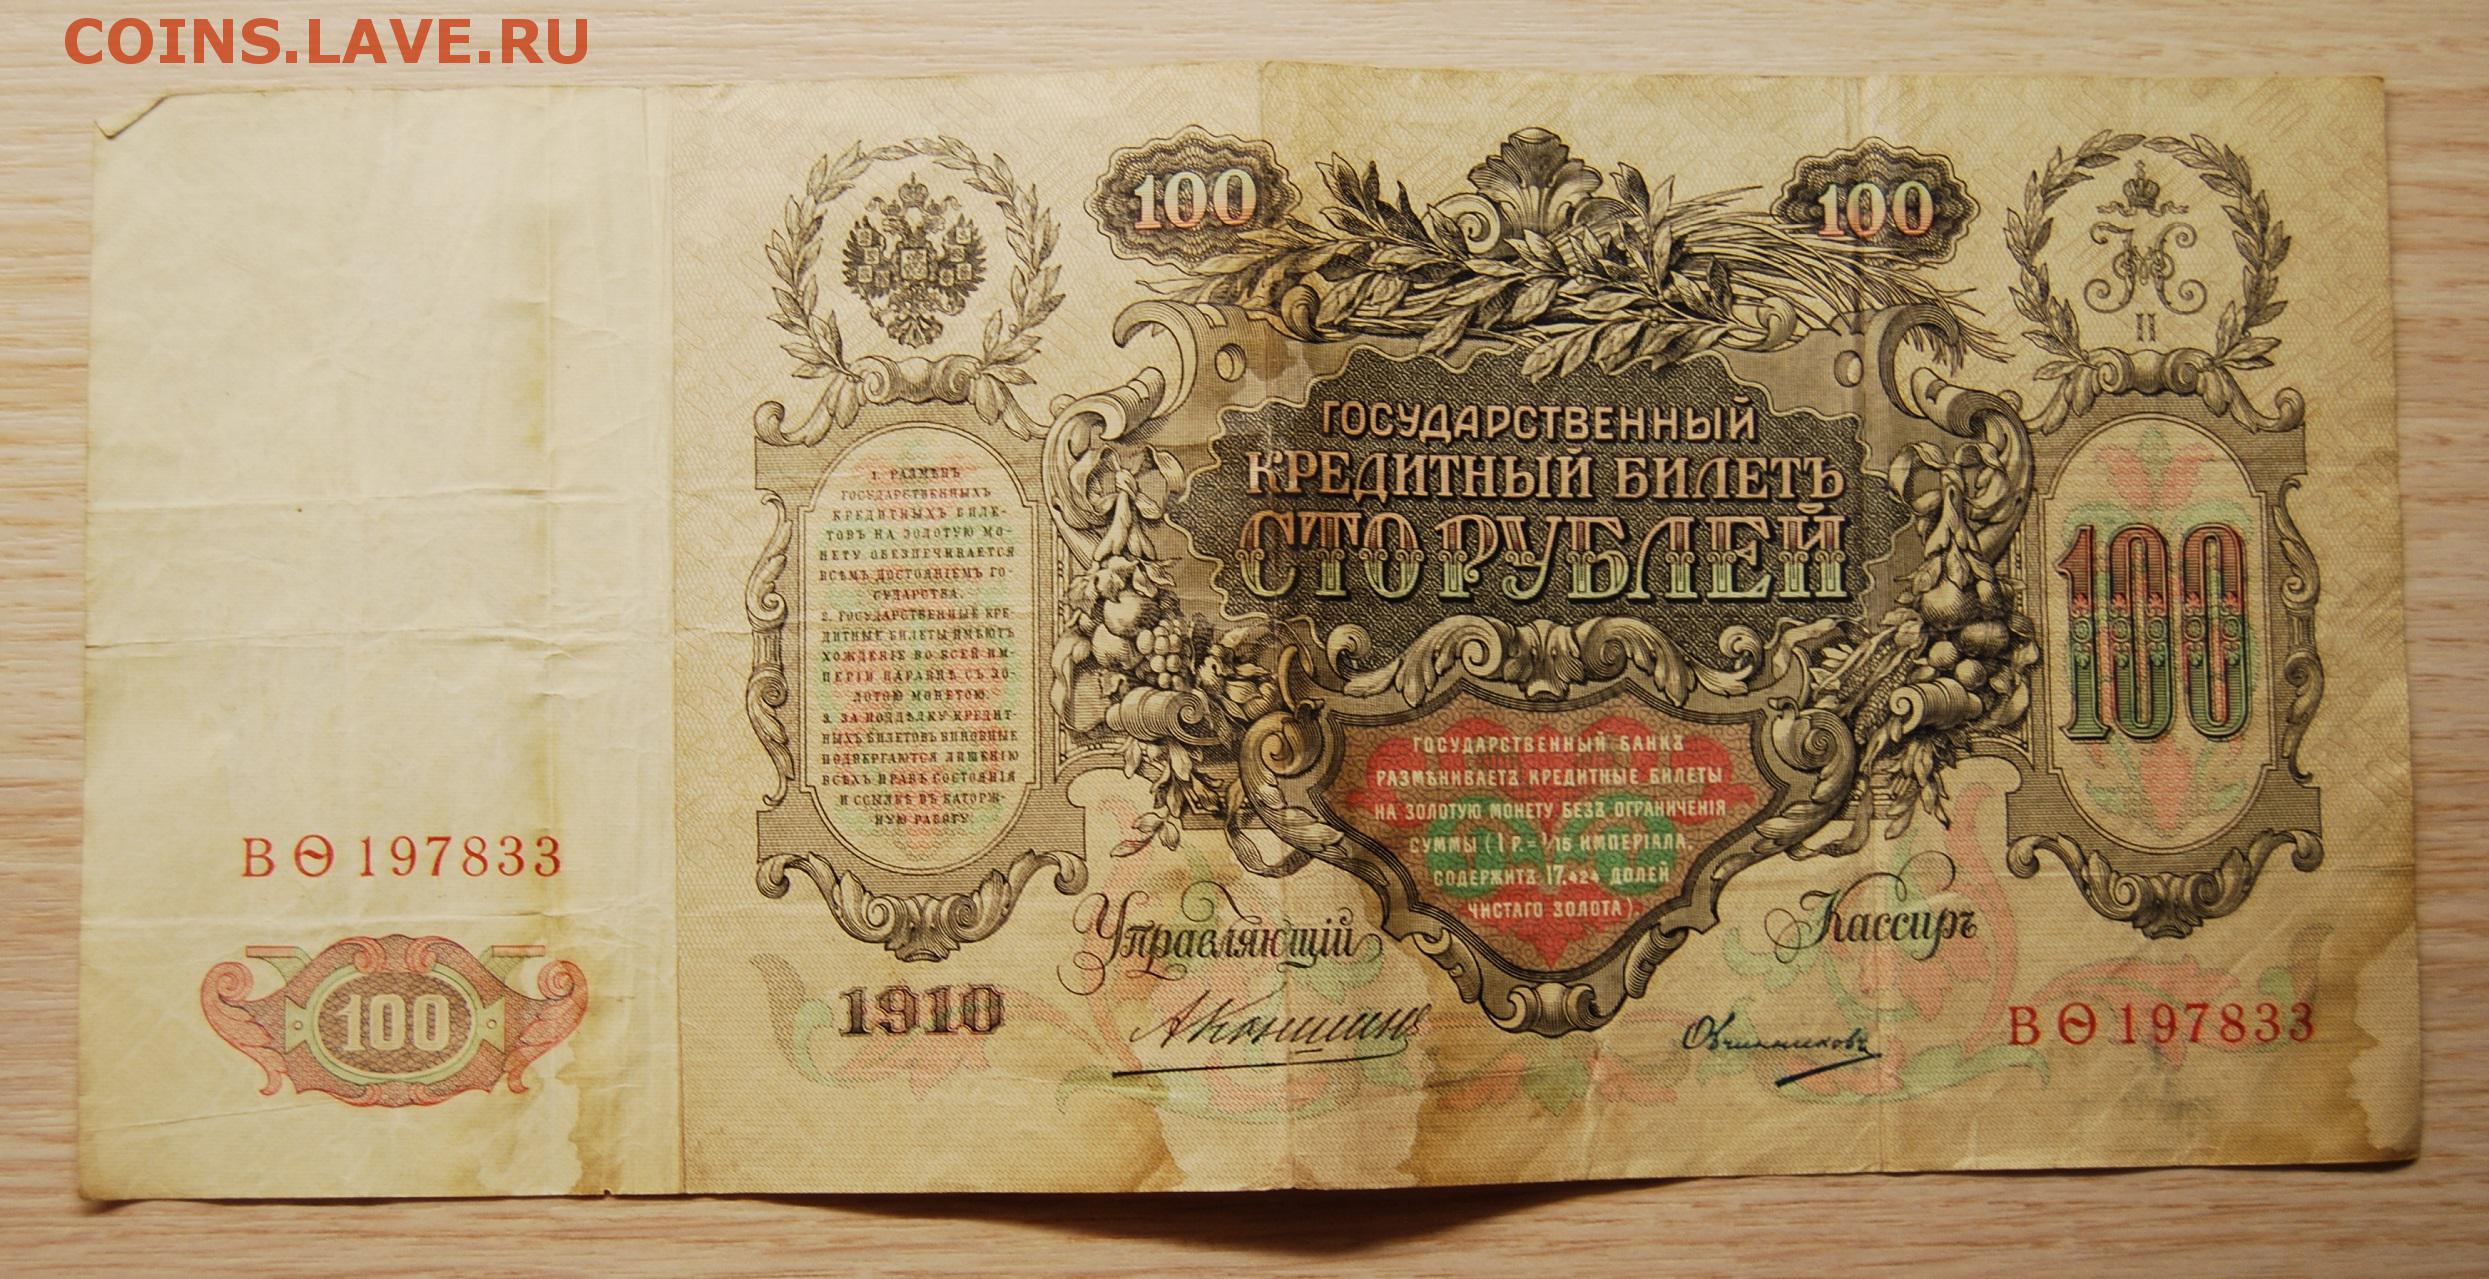 COINS.LAVE.RU
100
100
II
ГОСУДАРСТВЕННЫЙ
КРЕДИТНЫЙ БИЛЕТЪ
СТО РУБЛЕЙ
1. РАЗМѢНЪ
ГОСУДАРСТВЕННЫХЪ
КРЕДИТНЫХЪ БИЛЕ-
ТОВЪ НА ЗОЛОТУЮ МО-
НЕТУ ОБЕЗПЕЧИВАЕТСЯ
ВСѢМЪ ДОСТОЯНІЕМЪ ГО-
СУДАРСТВА.
2. ГОСУДАРСТВЕННЫЕ КРЕ-
ДИТНЫЕ БИЛЕТЫ ИМѢЮТЪ
ХОЖДЕНІЕ ВО ВСЕЙ ИМ-
ПЕРІИ НАРАВНѢ СЪ ЗО-
ЛОТОЮ МОНЕТОЮ.
3. ЗА ПОДДѢЛКУ КРЕДИТ-
НЫХЪ БИЛЕТОВЪ ВИНОВНЫЕ
ПОДВЕРГАЮТСЯ ЛИШЕНІЮ
ВСѢХЪ ПРАВЪ СОСТОЯНІЯ
И ССЫЛКѢ ВЪ КАТОРЖ-
НУЮ РАБОТУ.
100
ГОСУДАРСТВЕННЫЙ БАНКЪ
РАЗМѢНИВАЕТЪ КРЕДИТНЫЕ БИЛЕТЫ
НА ЗОЛОТУЮ МОНЕТУ БЕЗЪ ОГРАНИЧЕНІЯ
СУММЫ (1 Р.= 1/15 ИМПЕРІАЛА,
СОДЕРЖИТЪ 17,424 ДОЛЕЙ
ЧИСТАГО ЗОЛОТА).
ВѲ 197833
100
Управляющій
Кассиръ
1910
АКоншинъ
Овчинниковъ
ВѲ 197833